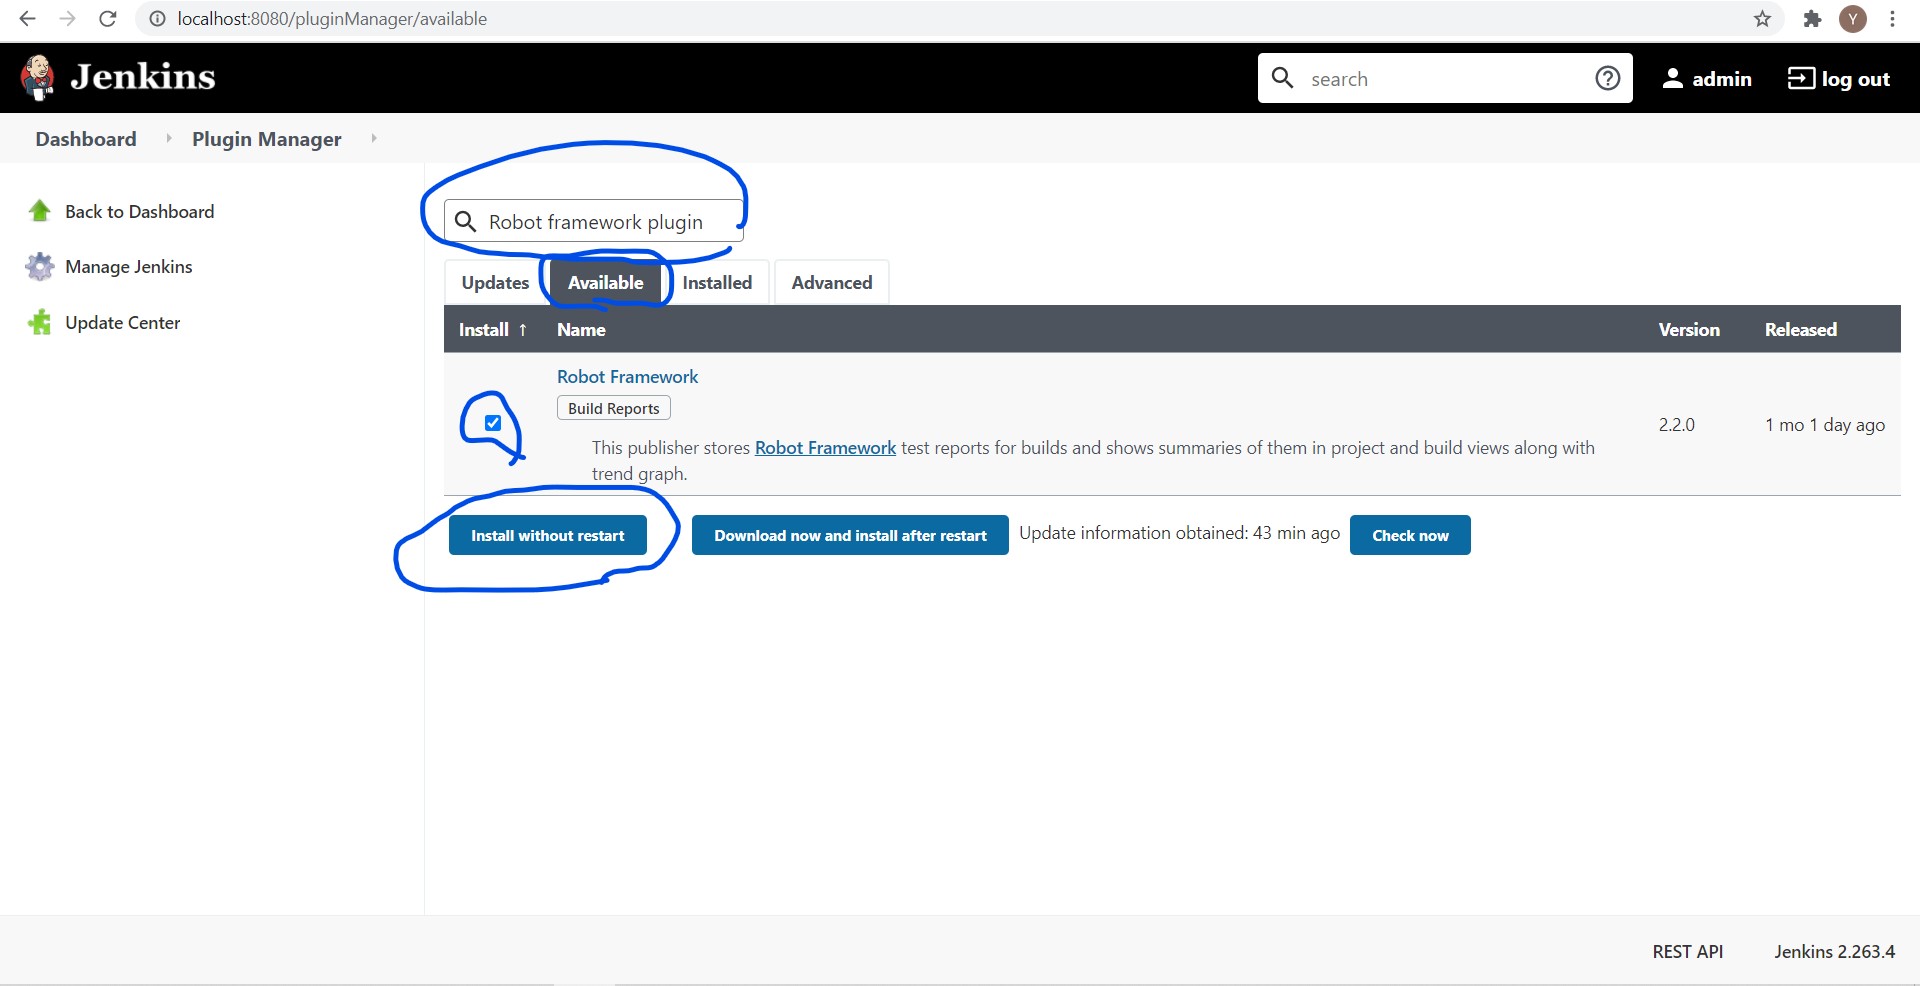 localhost:8080/pluginManager/available
Y
Jenkins
search
admin
log out
Dashboard
Plugin Manager
Back to Dashboard
Manage Jenkins
Update Center
Robot framework plugin
Updates
Available
Installed
Advanced
Install ↑ Name Version Released
Robot Framework
Build Reports
This publisher stores Robot Framework test reports for builds and shows summaries of them in project and build views along with
trend graph.
2.2.0
1 mo 1 day ago
Install without restart
Download now and install after restart
Update information obtained: 43 min ago
Check now
REST API
Jenkins 2.263.4